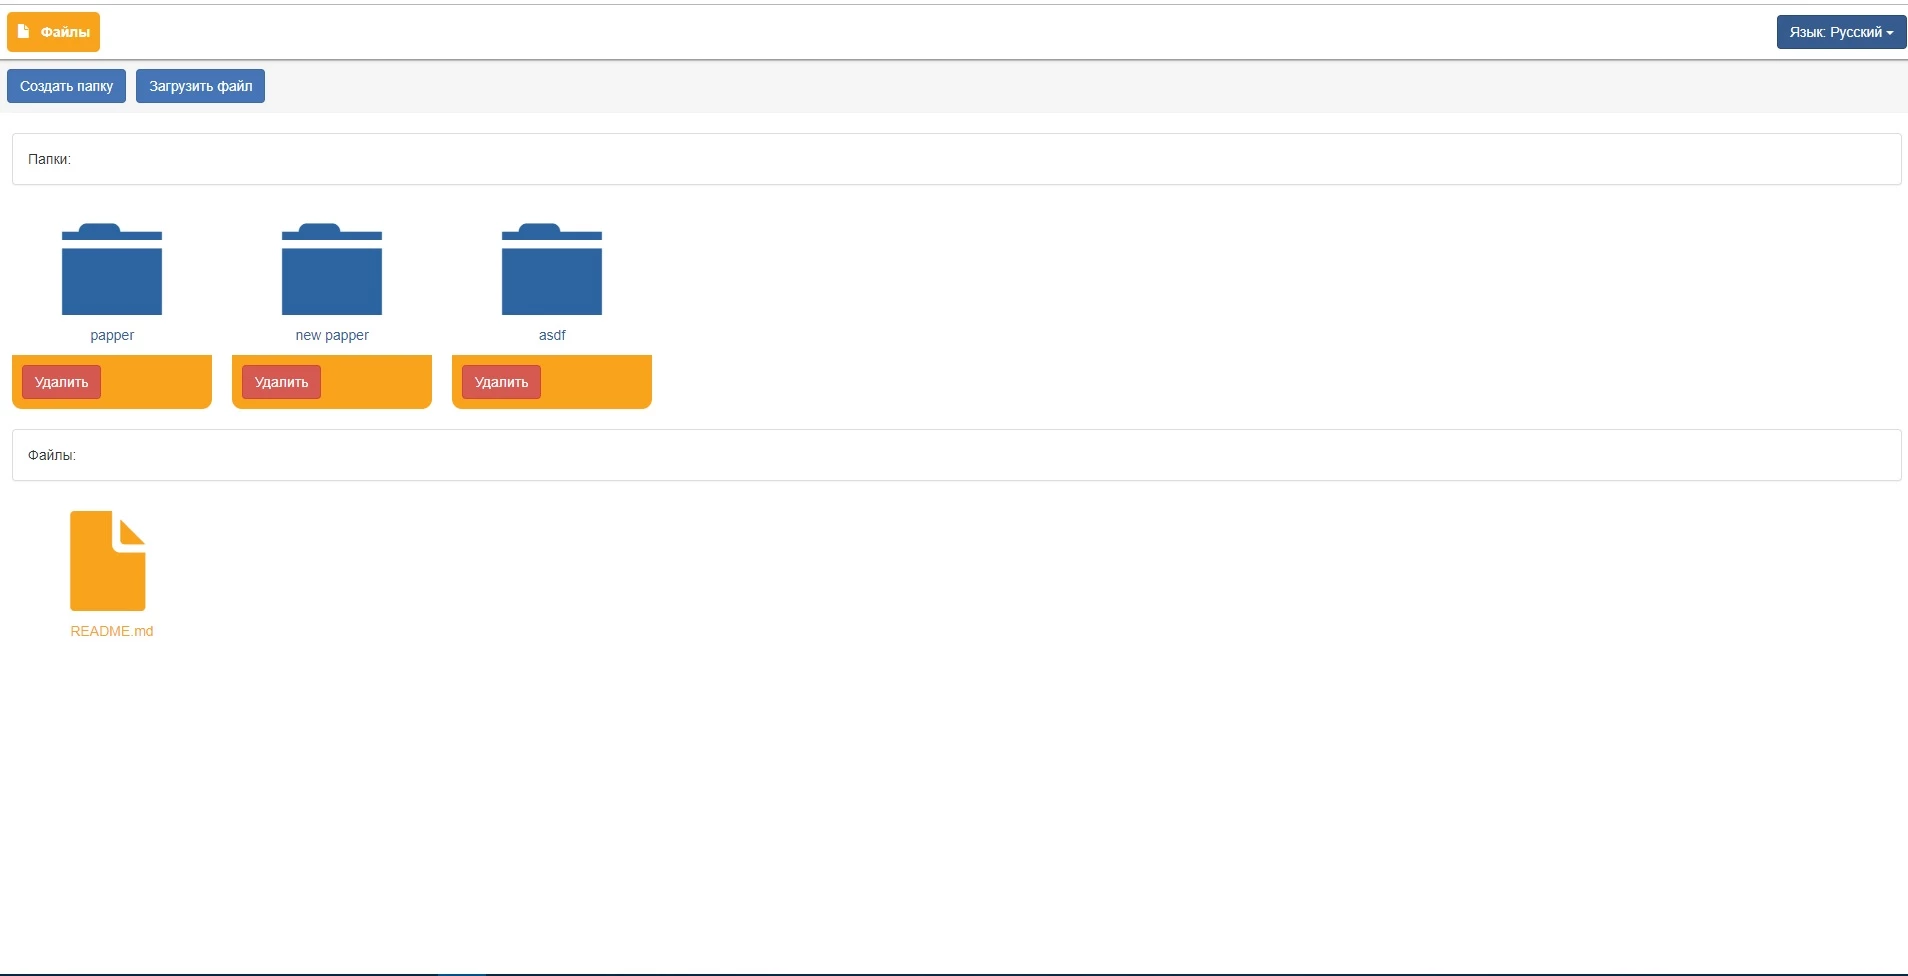 Файлы
Язык: Русский
Создать папку Загрузить файл
Папки:
papper new papper asdf
Удалить Удалить Удалить
Файлы:
README.md